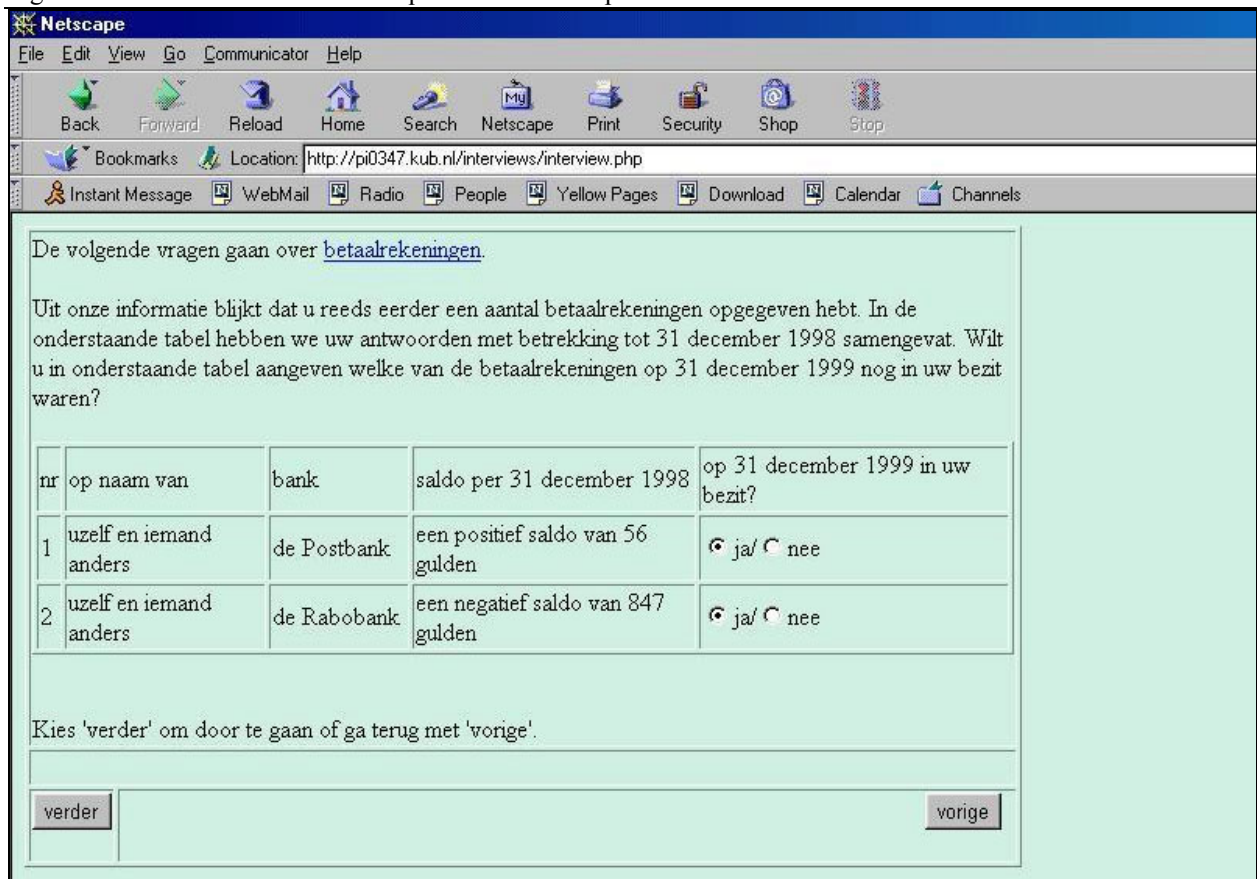 Netscape
File Edit View Go Communicator Help
My
Back Forward Reload Home Search Netscape Print Security Shop Stop
Bookmarks Location: http://pi0347.kub.nl/interviews/interview.php
Instant Message WebMail Radio People Yellow Pages Download Calendar Channels
De volgende vragen gaan over betaalrekeningen.
Uit onze informatie blijkt dat u reeds eerder een aantal betaalrekeningen opgegeven hebt. In de
onderstaande tabel hebben we uw antwoorden met betrekking tot 31 december 1998 samengevat. Wilt
u in onderstaande tabel aangeven welke van de betaalrekeningen op 31 december 1999 nog in uw bezit
waren?
nr op naam van bank saldo per 31 december 1998 op 31 december 1999 in uw
bezit?
1 uzelf en iemand
anders de Postbank een positief saldo van 56
gulden ja/ nee
2 uzelf en iemand
anders de Rabobank een negatief saldo van 847
gulden ja/ nee
Kies 'verder' om door te gaan of ga terug met 'vorige'.
verder vorige